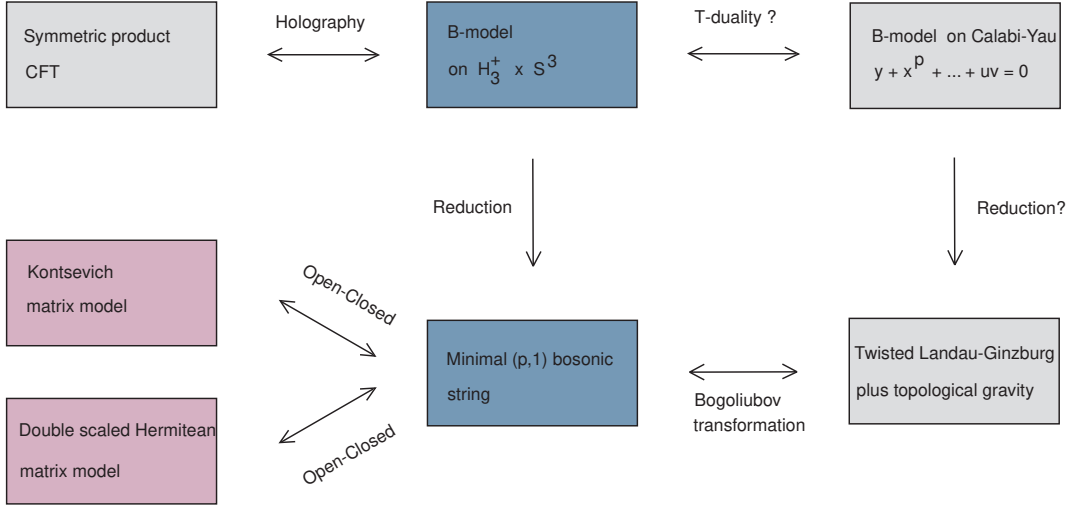 Symmetric product
CFT
Holography
B-model
on H₃⁺ x S³
T-duality ?
B-model on Calabi-Yau
y + xᵖ + ... + uv = 0
Reduction
Reduction?
Kontsevich
matrix model
Open-Closed
Minimal (p,1) bosonic
string
Bogoliubov
transformation
Twisted Landau-Ginzburg
plus topological gravity
Double scaled Hermitean
matrix model
Open-Closed